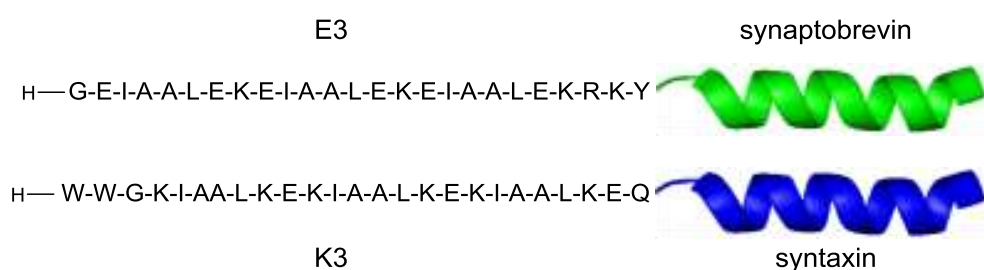 E3 synaptobrevin
H—G-E-I-A-A-L-E-K-E-I-A-A-L-E-K-E-I-A-A-L-E-K-R-K-Y
H—W-W-G-K-I-AA-L-K-E-K-I-A-A-L-K-E-K-I-A-A-L-K-E-Q
K3 syntaxin